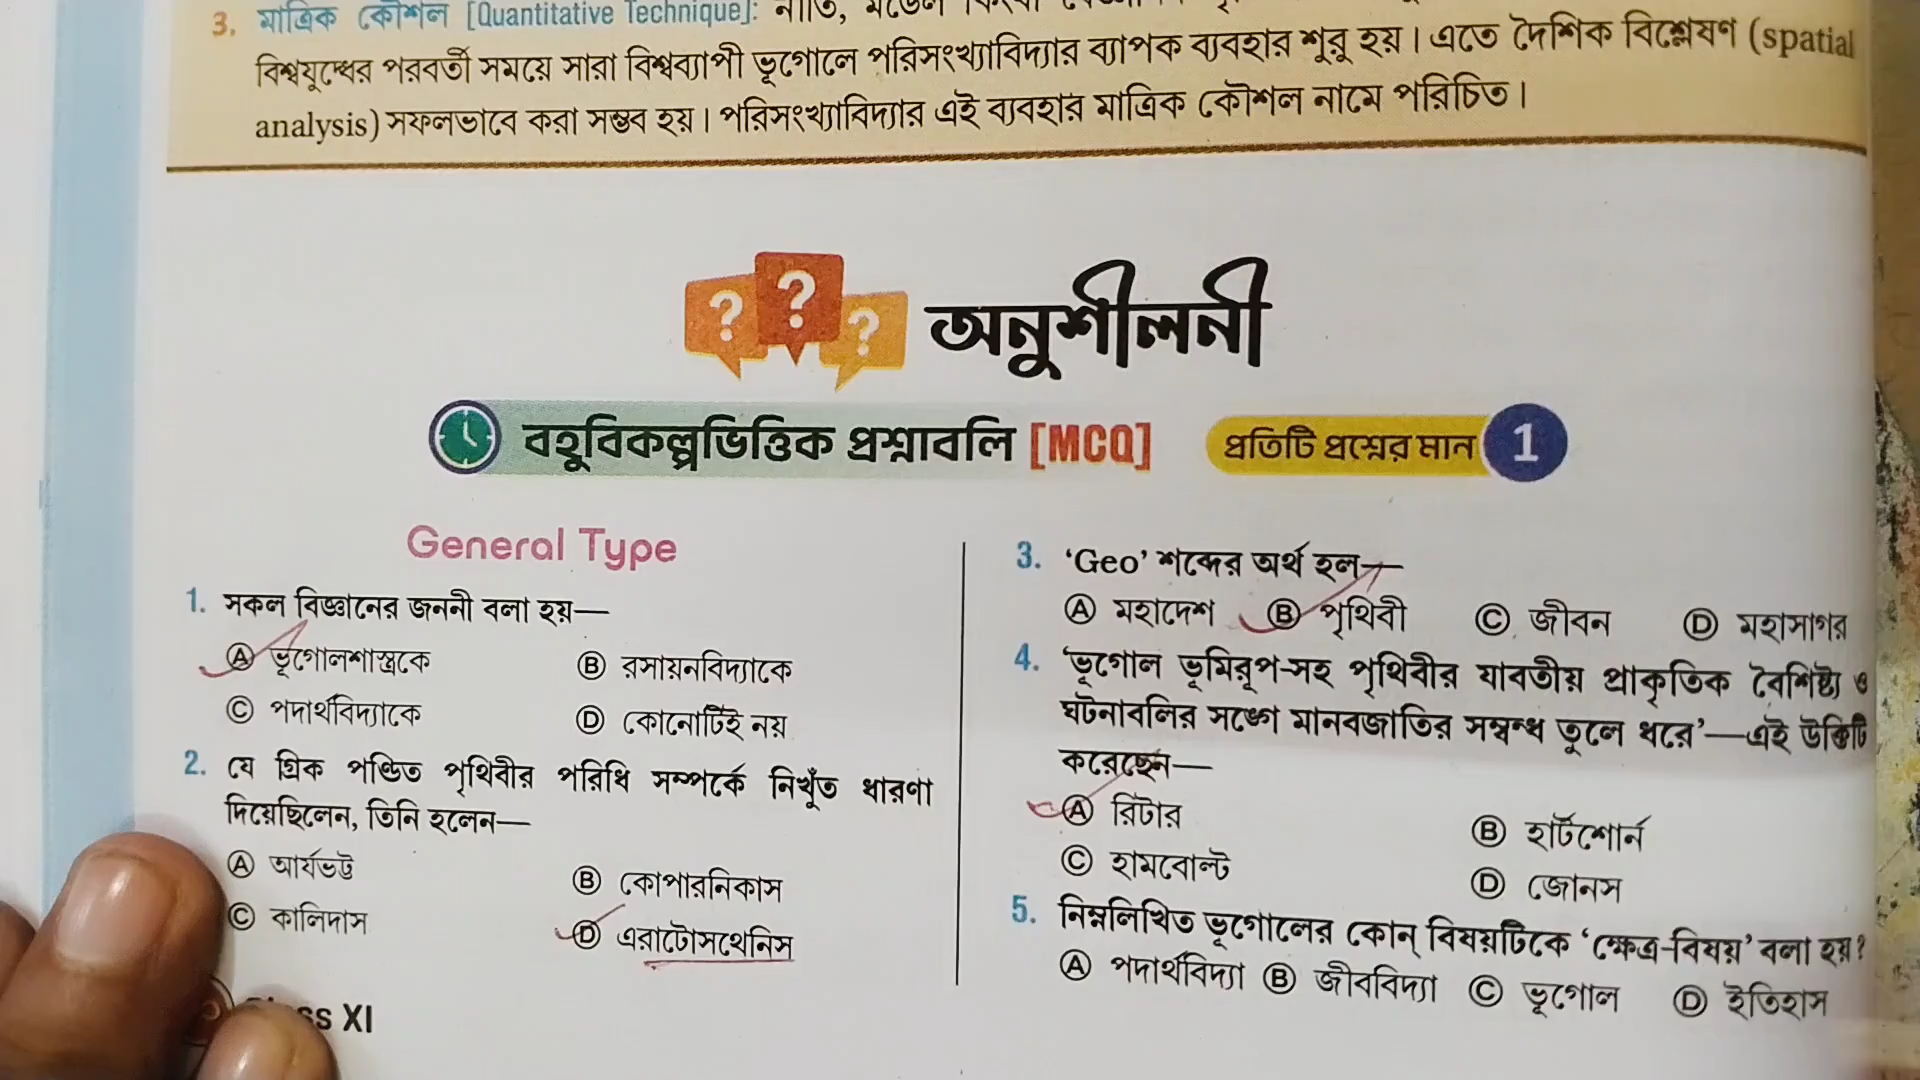 3. মাত্রিক কৌশল [Quantitative Technique]: নীতি, মডেল কিংবা
বিশ্বযুদ্ধের পরবর্তী সময়ে সারা বিশ্বব্যাপী ভূগোলে পরিসংখ্যাবিদ্যার ব্যাপক ব্যবহার শুরু হয়। এতে দৈশিক বিশ্লেষণ (spatial
analysis) সফলভাবে করা সম্ভব হয়। পরিসংখ্যাবিদ্যার এই ব্যবহার মাত্রিক কৌশল নামে পরিচিত।
? ? ?
অনুশীলনী
বহুবিকল্পভিত্তিক প্রশ্নাবলি [MCQ] প্রতিটি প্রশ্নের মান 1
General Type
1. সকল বিজ্ঞানের জননী বলা হয়—
Ⓐ ভূগোলশাস্ত্রকে Ⓑ রসায়নবিদ্যাকে
Ⓒ পদার্থবিদ্যাকে Ⓓ কোনোটিই নয়
2. যে গ্রিক পণ্ডিত পৃথিবীর পরিধি সম্পর্কে নিখুঁত ধারণা
দিয়েছিলেন, তিনি হলেন—
Ⓐ আর্যভট্ট Ⓑ কোপারনিকাস
Ⓒ কালিদাস Ⓓ এরাটোসথেনিস
3. ‘Geo’ শব্দের অর্থ হল—
Ⓐ মহাদেশ Ⓑ পৃথিবী Ⓒ জীবন Ⓓ মহাসাগর
4. ‘ভূগোল ভূমিরূপ-সহ পৃথিবীর যাবতীয় প্রাকৃতিক বৈশিষ্ট্য ও
ঘটনাবলির সঙ্গে মানবজাতির সম্বন্ধ তুলে ধরে’—এই উক্তিটি
করেছেন—
Ⓐ রিটার Ⓑ হার্টশোর্ন
Ⓒ হামবোল্ট Ⓓ জোনস
5. নিম্নলিখিত ভূগোলের কোন্ বিষয়টিকে ‘ক্ষেত্র-বিষয়’ বলা হয়?
Ⓐ পদার্থবিদ্যা Ⓑ জীববিদ্যা Ⓒ ভূগোল Ⓓ ইতিহাস
XI